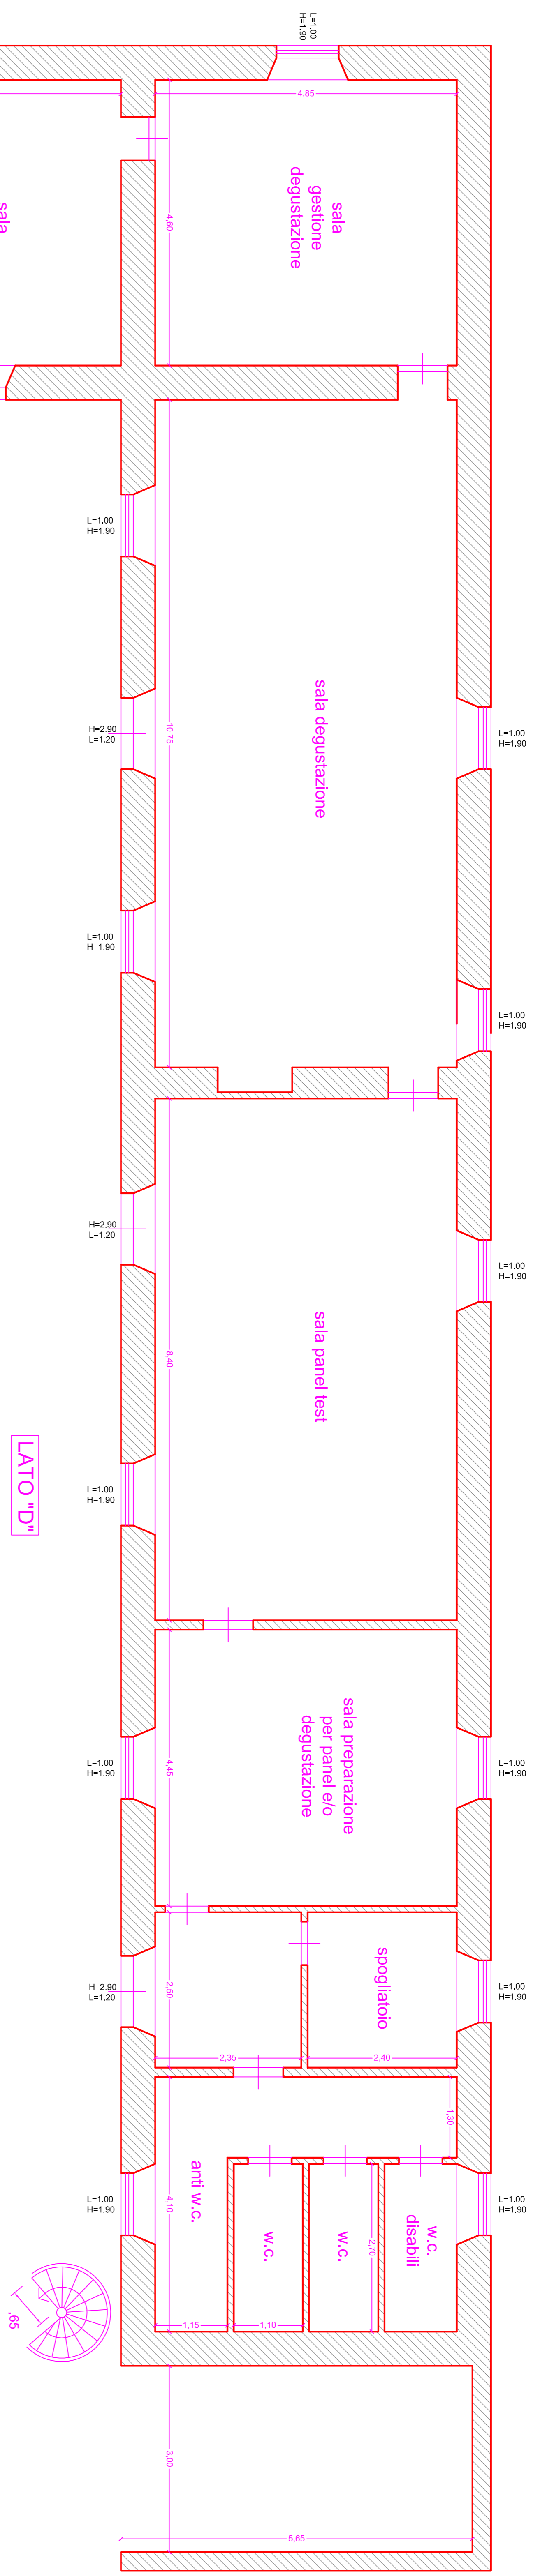 L=1.00
H=1.90
4,85
sala
gestione
degustazione
sala
4,60
L=1.00
H=1.90
sala degustazione
10,75
H=2.90
L=1.20
L=1.00
H=1.90
L=1.00
H=1.90
L=1.00
H=1.90
H=2.90
L=1.20
L=1.00
H=1.90
sala panel test
8,40
LATO "D"
L=1.00
H=1.90
sala preparazione
per panel e/o
degustazione
4,45
L=1.00
H=1.90
L=1.00
H=1.90
spogliatoio
2,50
H=2.90
L=1.20
L=1.00
H=1.90
2,35
2,40
1,30
anti w.c.
4,10
w.c.
w.c.
2,70
w.c.
disabili
L=1.00
H=1.90
L=1.00
H=1.90
1,15
1,10
,65
3,00
5,65